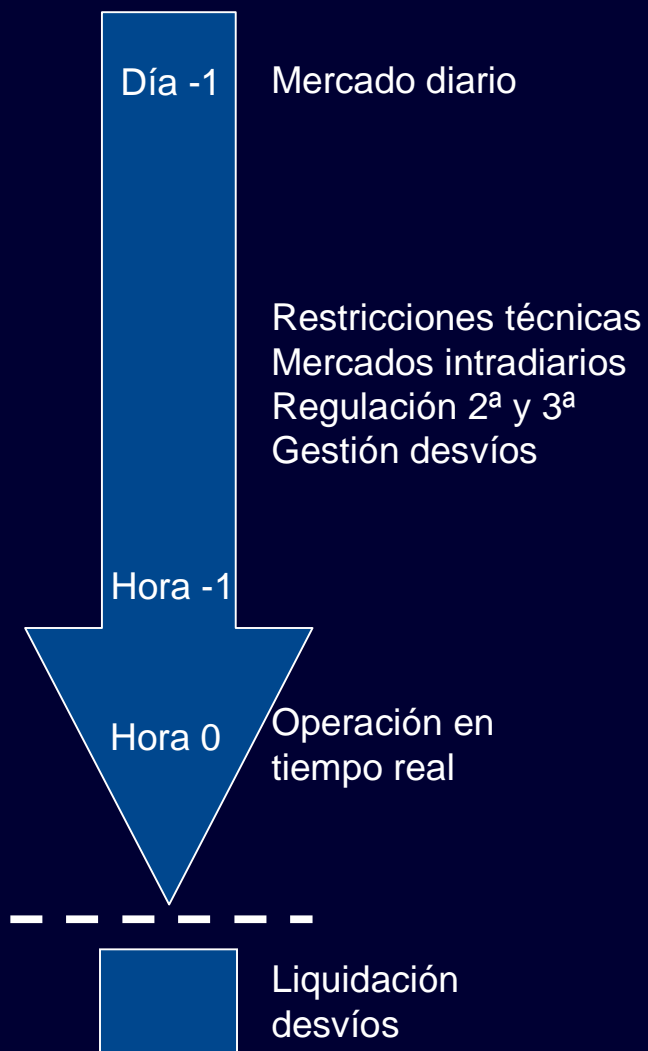 Día -1
Mercado diario
Restricciones técnicas
Mercados intradiarios
Regulación 2ª y 3ª
Gestión desvíos
Hora -1
Hora 0
Operación en
tiempo real
Liquidación
desvíos